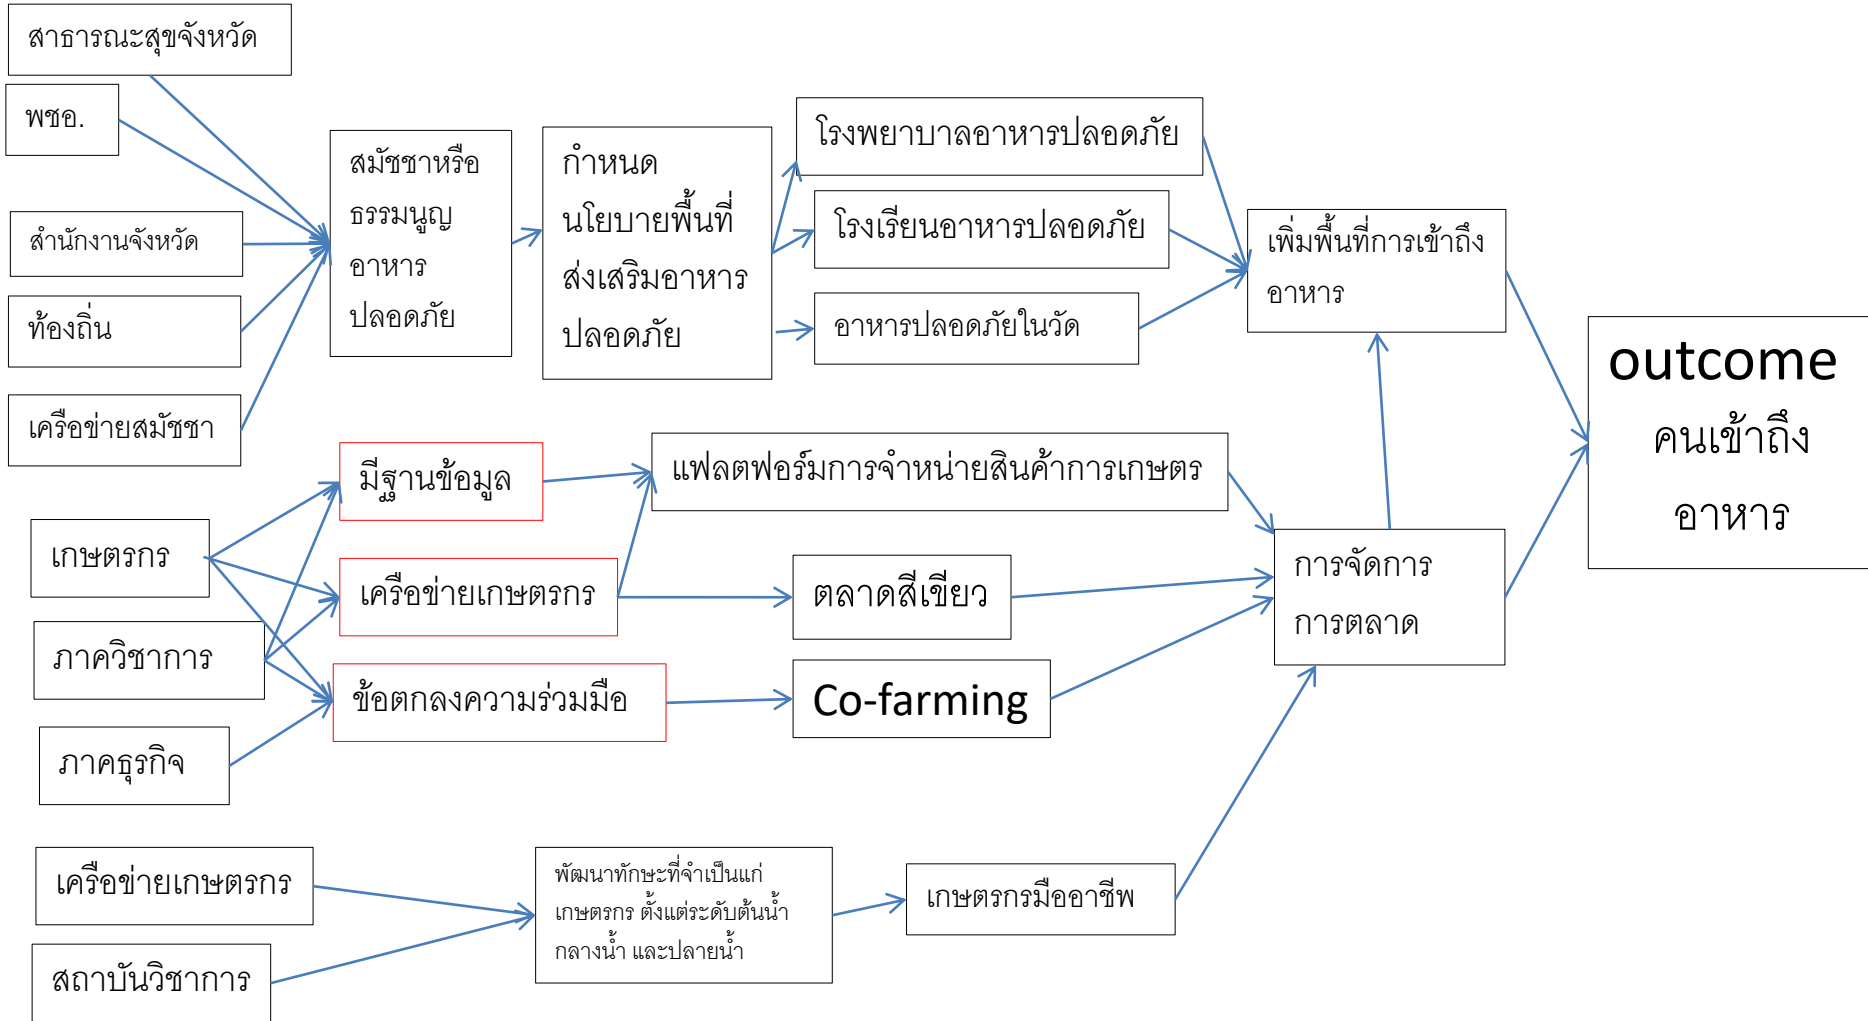 สาธารณะสุขจังหวัด
พชอ.
สำนักงานจังหวัด
ท้องถิ่น
เครือข่ายสมัชชา
สมัชชาหรือ
ธรรมนูญ
อาหาร
ปลอดภัย
กำหนด
นโยบายพื้นที่
ส่งเสริมอาหาร
ปลอดภัย
โรงพยาบาลอาหารปลอดภัย
โรงเรียนอาหารปลอดภัย
อาหารปลอดภัยในวัด
เพิ่มพื้นที่การเข้าถึง
อาหาร
outcome
คนเข้าถึง
อาหาร
เกษตรกร
ภาควิชาการ
ภาคธุรกิจ
มีฐานข้อมูล
เครือข่ายเกษตรกร
ข้อตกลงความร่วมมือ
แฟลตฟอร์มการจำหน่ายสินค้าการเกษตร
ตลาดสีเขียว
Co-farming
การจัดการ
การตลาด
เครือข่ายเกษตรกร
สถาบันวิชาการ
พัฒนาทักษะที่จำเป็นแก่
เกษตรกร ตั้งแต่ระดับต้นน้ำ
กลางน้ำ และปลายน้ำ
เกษตรกรมืออาชีพ